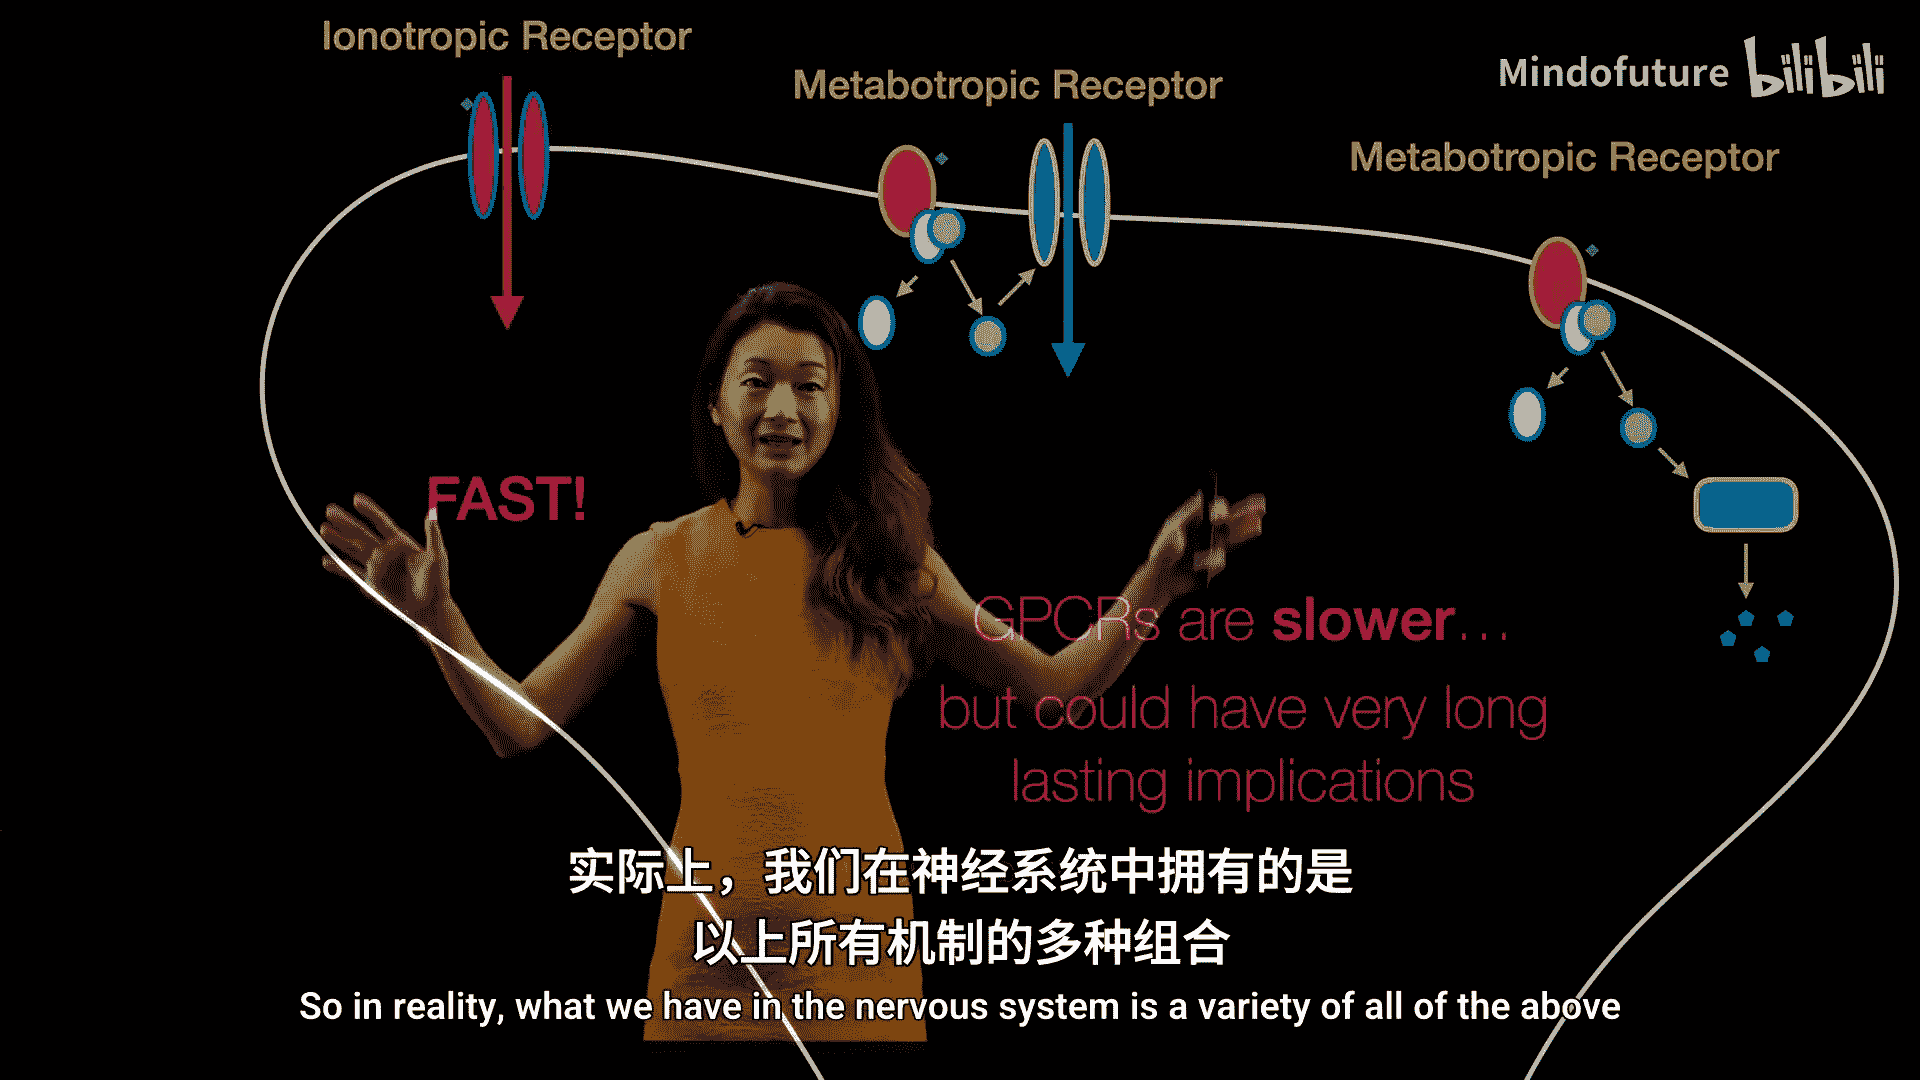 Ionotropic Receptor
Metabotropic Receptor
Mindofuture bilibili
Metabotropic Receptor
FAST!
GPCRs are slower...
but could have very long
lasting implications
实际上，我们在神经系统中拥有的是
以上所有机制的多种组合
So in reality, what we have in the nervous system is a variety of all of the above